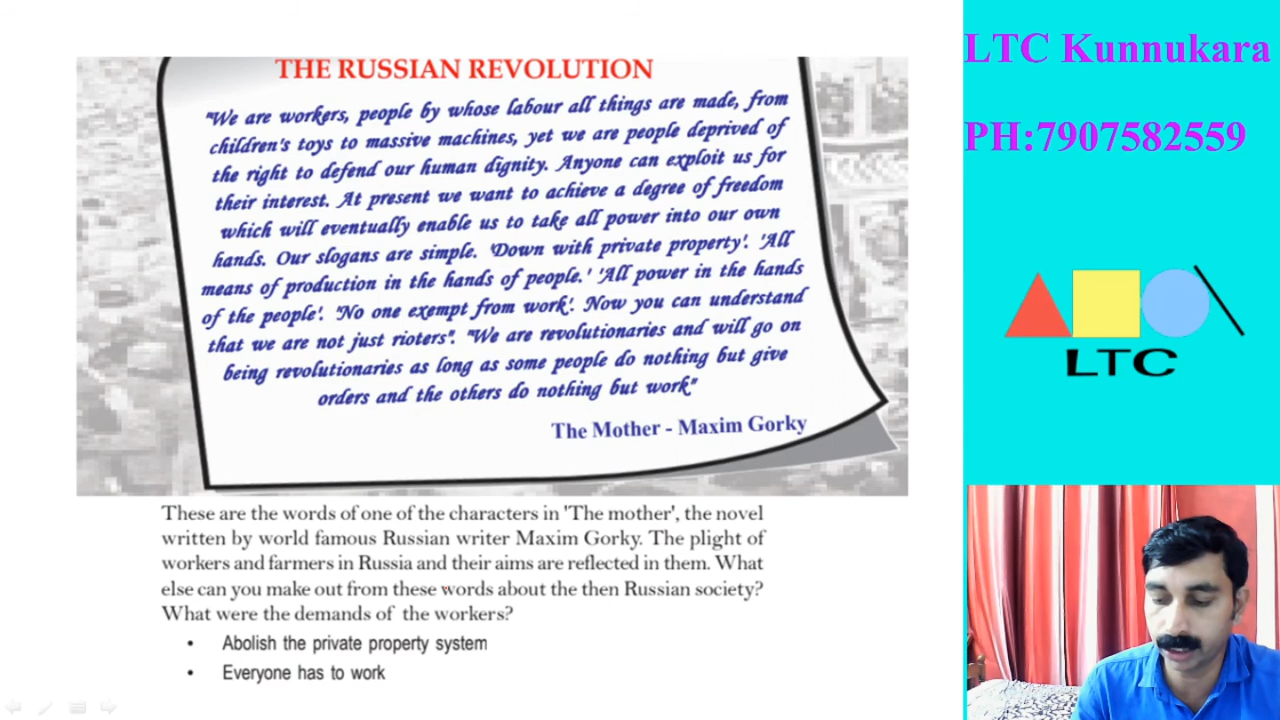 THE RUSSIAN REVOLUTION
"We are workers, people by whose labour all things are made, from
children's toys to massive machines, yet we are people deprived of
the right to defend our human dignity. Anyone can exploit us for
their interest. At present we want to achieve a degree of freedom
which will eventually enable us to take all power into our own
hands. Our slogans are simple. 'Down with private property'. 'All
means of production in the hands of people.' 'All power in the hands
of the people'. 'No one exempt from work'. Now you can understand
that we are not just rioters". "We are revolutionaries and will go on
being revolutionaries as long as some people do nothing but give
orders and the others do nothing but work"
The Mother - Maxim Gorky
These are the words of one of the characters in 'The mother', the novel
written by world famous Russian writer Maxim Gorky. The plight of
workers and farmers in Russia and their aims are reflected in them. What
else can you make out from these words about the then Russian society?
What were the demands of the workers?
• Abolish the private property system
• Everyone has to work
LTC Kunnukara
PH:7907582559
LTC